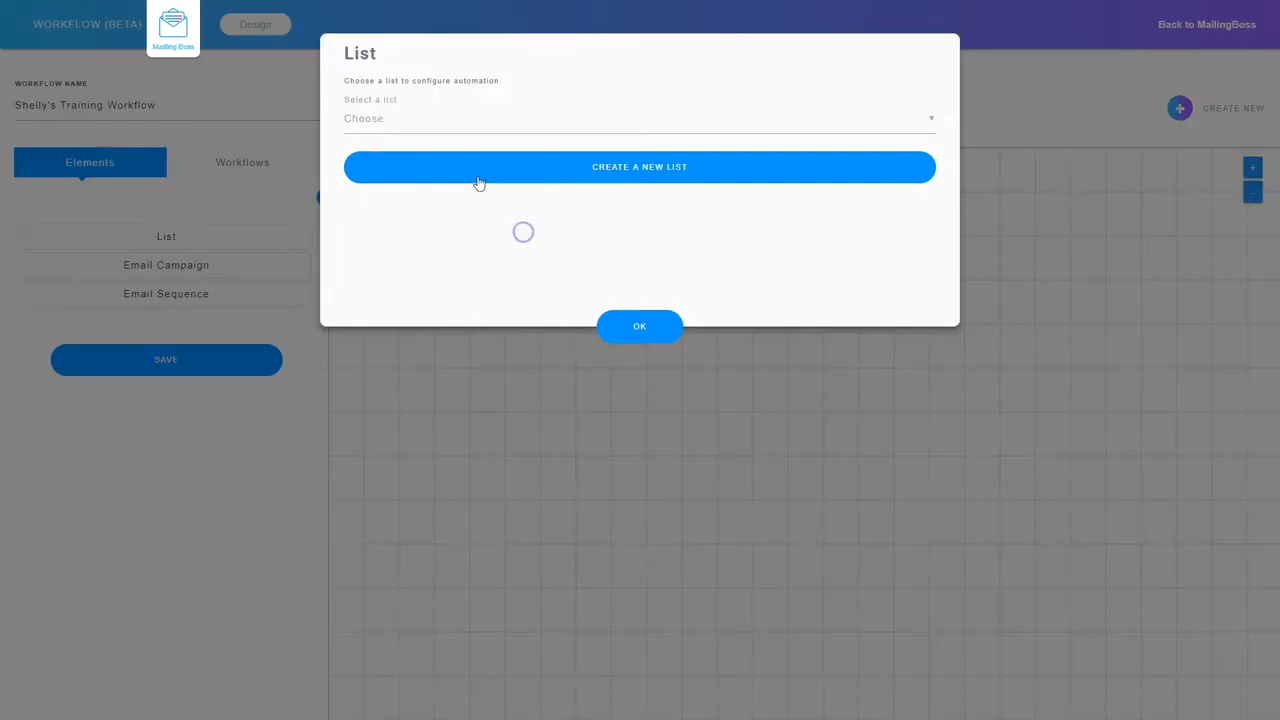 WORKFLOW (BETA)
Mailing Boss
Design
Back to MailingBoss
List
Choose a list to configure automation.
Select a list
Choose
CREATE A NEW LIST
OK
WORKFLOW NAME
Shelly's Training Workflow
CREATE NEW
Elements
Workflows
+
-
List
Email Campaign
Email Sequence
SAVE